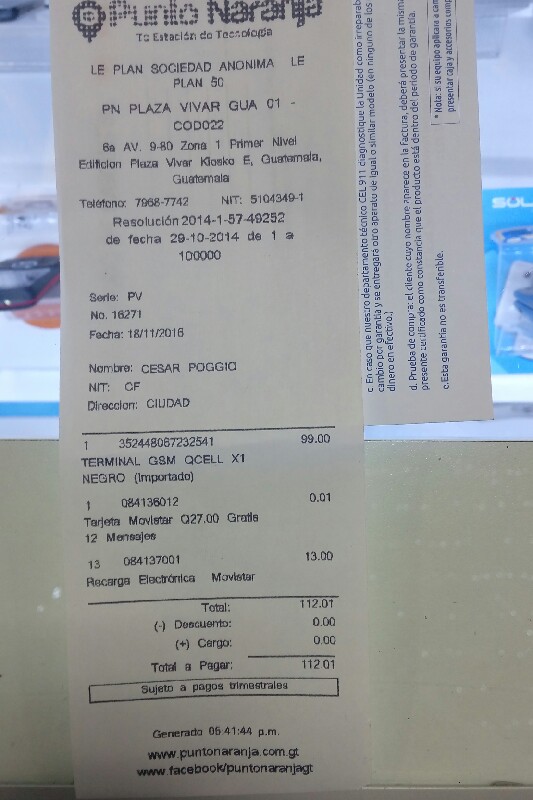 Punto Naranja
Tu Estación de Tecnología
LE PLAN SOCIEDAD ANONIMA LE
PLAN 50
PN PLAZA VIVAR GUA 01 -
COD022
6a AV. 9-80 Zona 1 Primer Nivel
Edificion Plaza Vivar Kiosko E, Guatemala,
Guatemala
Teléfono: 7968-7742 NIT: 5104349-1
Resolución 2014-1-57-49252
de fecha 29-10-2014 de 1 a
100000
Serie: PV
No. 16271
Fecha: 18/11/2016
Nombre: CESAR POGGIO
NIT: CF
Direccion: CIUDAD
1 352448087232541 99.00
TERMINAL GSM QCELL X1
NEGRO (Importado)
1 084136012 0.01
Tarjeta Movistar Q27.00 Gratis
12 Mensajes
13 084137001 13.00
Recarga Electrónica Movistar
Total: 112.01
(-) Descuento: 0.00
(+) Cargo: 0.00
Total a Pagar: 112.01
Sujeto a pagos trimestrales
Generado 05:41:44 p.m.
www.puntonaranja.com.gt
www.facebook/puntonaranjagt
c. En caso que nuestro departamento técnico CEL 911 diagnostique la Unidad como irreparab
cambio por garantía y se entregará otro aparato de igual o similar modelo (en ninguno de los
dinero en efectivo.)
d. Prueba de compra: el cliente cuyo nombre aparece en la factura, deberá presentar la misma
presente certificado como constancia que el producto está dentro del período de garantía.
e. Esta garantía no es transferible.
* Nota: si su equipo aplica a cam
presentar caja y accesorios comp